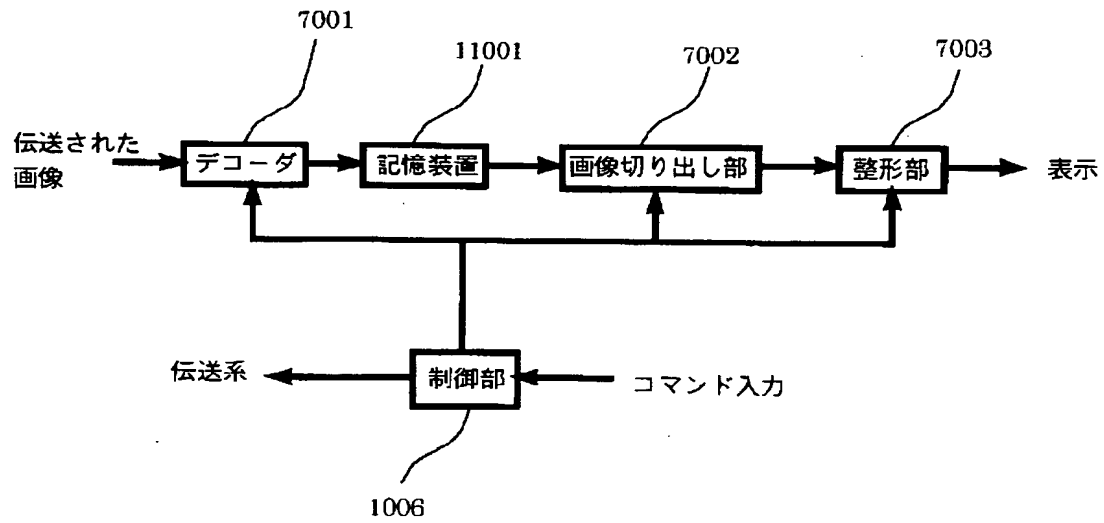 7001
11001
7002
7003
伝送された
画像
デコーダ
記憶装置
画像切り出し部
整形部
表示
伝送系
制御部
コマンド入力
1006